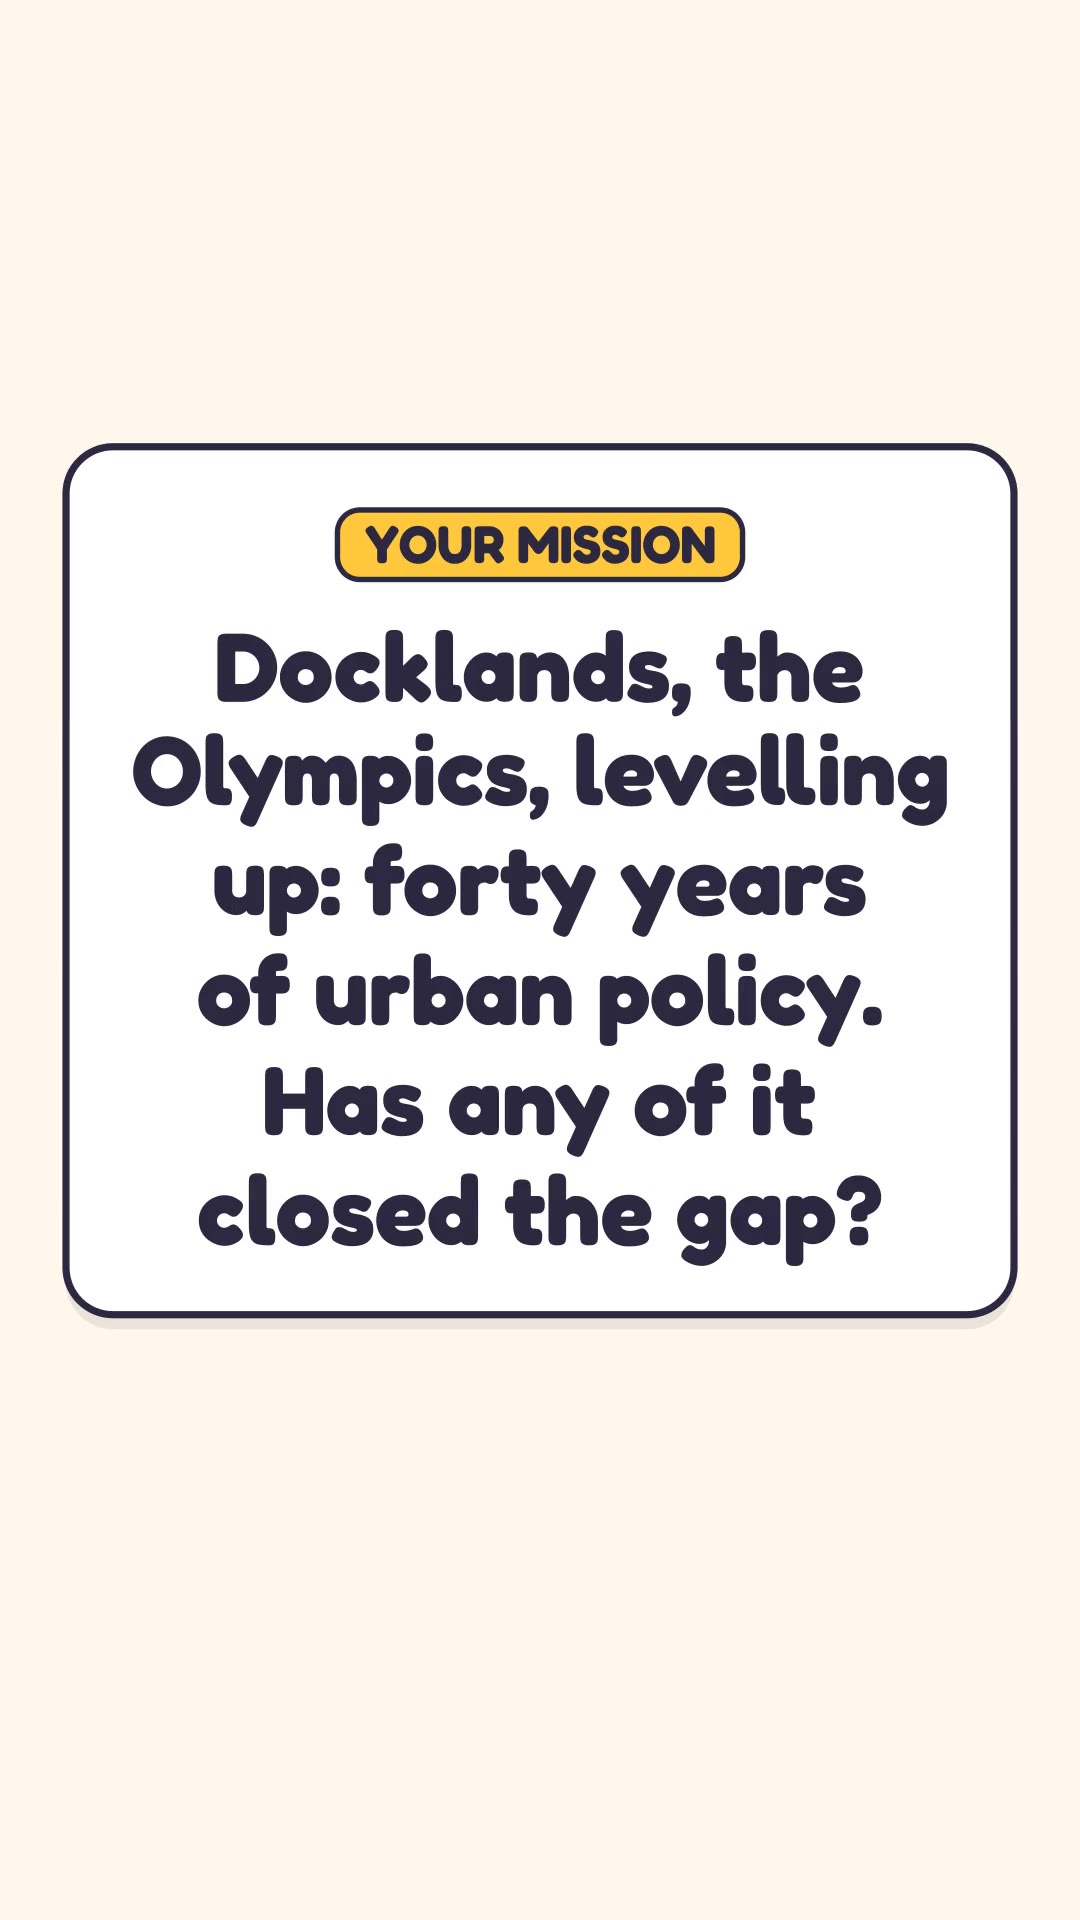 YOUR MISSION
Docklands, the
Olympics, levelling
up: forty years
of urban policy.
Has any of it
closed the gap?